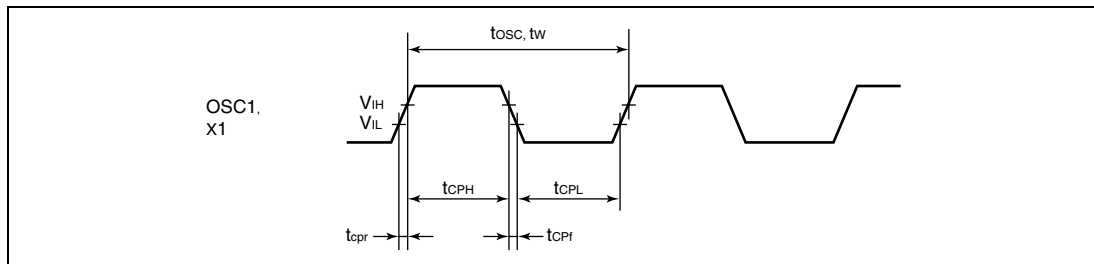 tosc, tw
OSC1,
X1
VIH
VIL
tCPH
tCPL
tcpr
tCPf